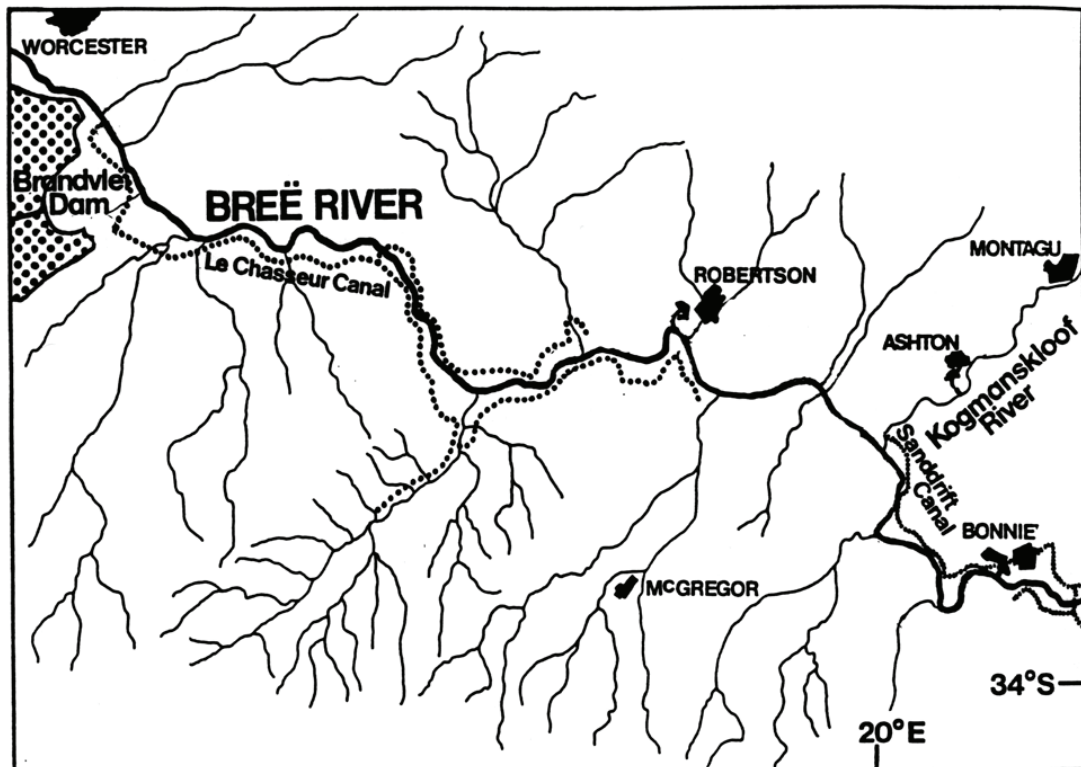 WORCESTER
Brandvlei
Dam
BREË RIVER
Le Chasseur Canal
ROBERTSON
MONTAGU
ASHTON
Kogmanskloof
River
Sanddrift
Canal
BONNIE'
McGREGOR
34°S
20°E